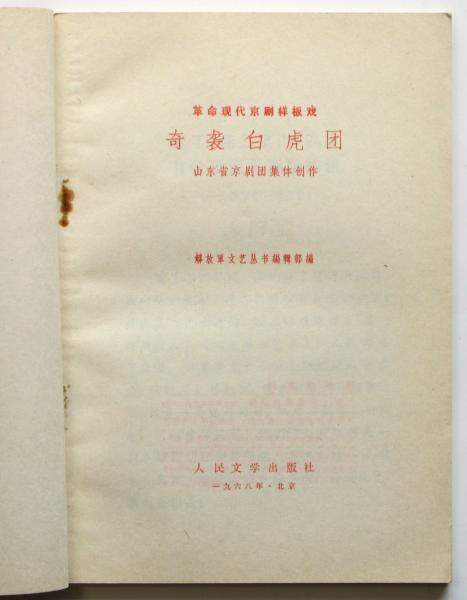 革命现代京剧样板戏
奇袭白虎团
山东省京剧团集体创作
解放軍文艺丛书编輯部編
人民文学出版社
一九六八年·北京